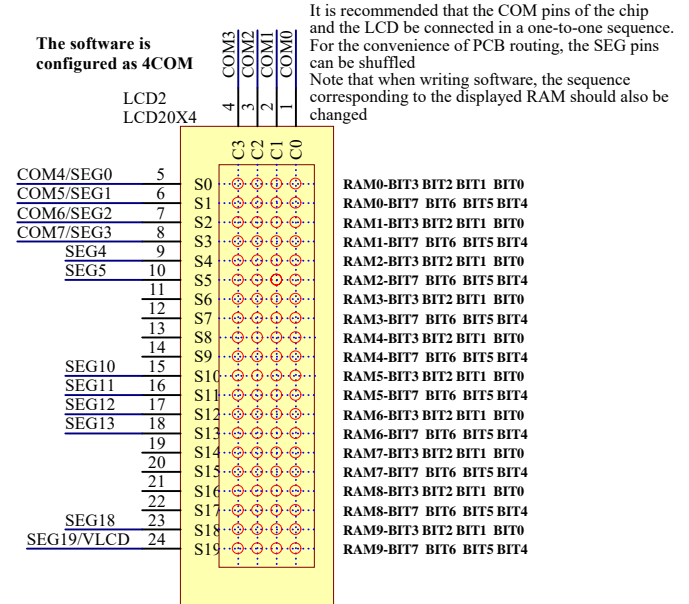 It is recommended that the COM pins of the chip
and the LCD be connected in a one-to-one sequence.
For the convenience of PCB routing, the SEG pins
can be shuffled
Note that when writing software, the sequence
corresponding to the displayed RAM should also be
changed
The software is
configured as 4COM
COM3
COM2
COM1
COM0
LCD2
LCD20X4
4
3
2
1
C3
C2
C1
C0
COM4/SEG0 5 S0 RAM0-BIT3 BIT2 BIT1 BIT0
COM5/SEG1 6 S1 RAM0-BIT7 BIT6 BIT5 BIT4
COM6/SEG2 7 S2 RAM1-BIT3 BIT2 BIT1 BIT0
COM7/SEG3 8 S3 RAM1-BIT7 BIT6 BIT5 BIT4
SEG4 9 S4 RAM2-BIT3 BIT2 BIT1 BIT0
SEG5 10 S5 RAM2-BIT7 BIT6 BIT5 BIT4
11 S6 RAM3-BIT3 BIT2 BIT1 BIT0
12 S7 RAM3-BIT7 BIT6 BIT5 BIT4
13 S8 RAM4-BIT3 BIT2 BIT1 BIT0
14 S9 RAM4-BIT7 BIT6 BIT5 BIT4
SEG10 15 S10 RAM5-BIT3 BIT2 BIT1 BIT0
SEG11 16 S11 RAM5-BIT7 BIT6 BIT5 BIT4
SEG12 17 S12 RAM6-BIT3 BIT2 BIT1 BIT0
SEG13 18 S13 RAM6-BIT7 BIT6 BIT5 BIT4
19 S14 RAM7-BIT3 BIT2 BIT1 BIT0
20 S15 RAM7-BIT7 BIT6 BIT5 BIT4
21 S16 RAM8-BIT3 BIT2 BIT1 BIT0
22 S17 RAM8-BIT7 BIT6 BIT5 BIT4
SEG18 23 S18 RAM9-BIT3 BIT2 BIT1 BIT0
SEG19/VLCD 24 S19 RAM9-BIT7 BIT6 BIT5 BIT4